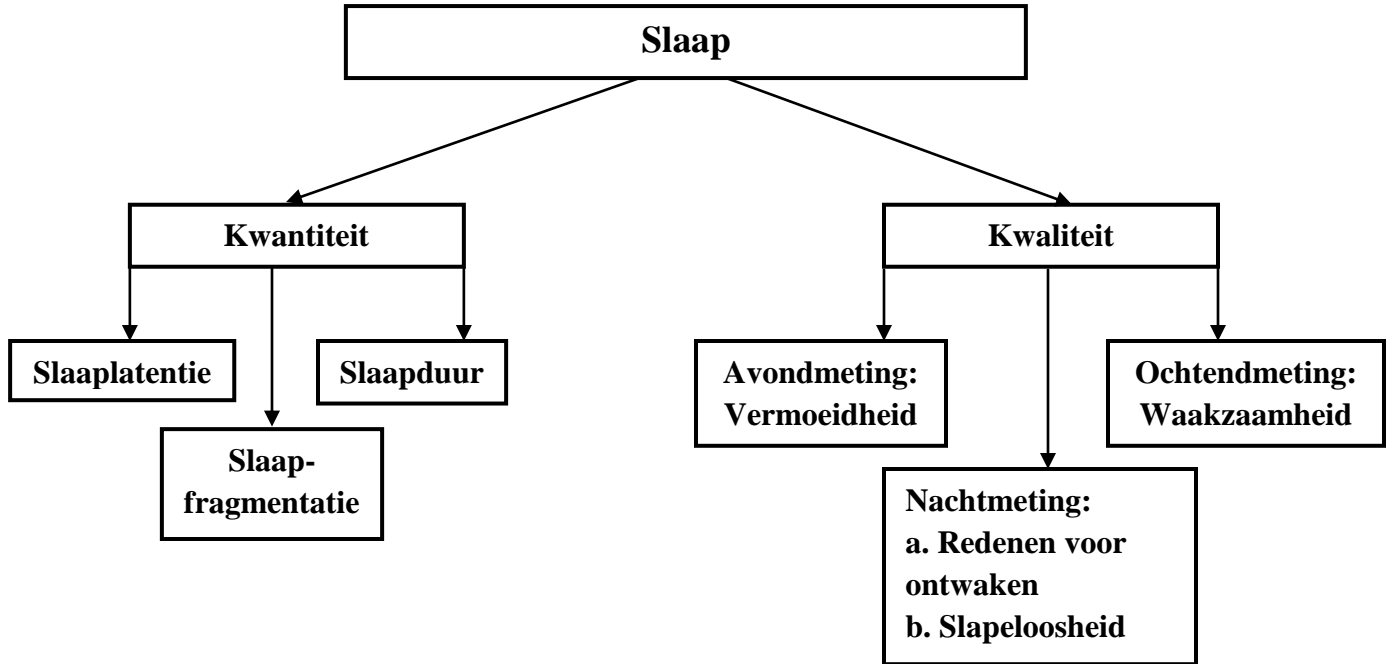 Slaap
Kwantiteit
Kwaliteit
Slaaplatentie
Slaapduur
Slaap-
fragmentatie
Avondmeting:
Vermoeidheid
Ochtendmeting:
Waakzaamheid
Nachtmeting:
a. Redenen voor
ontwaken
b. Slapeloosheid